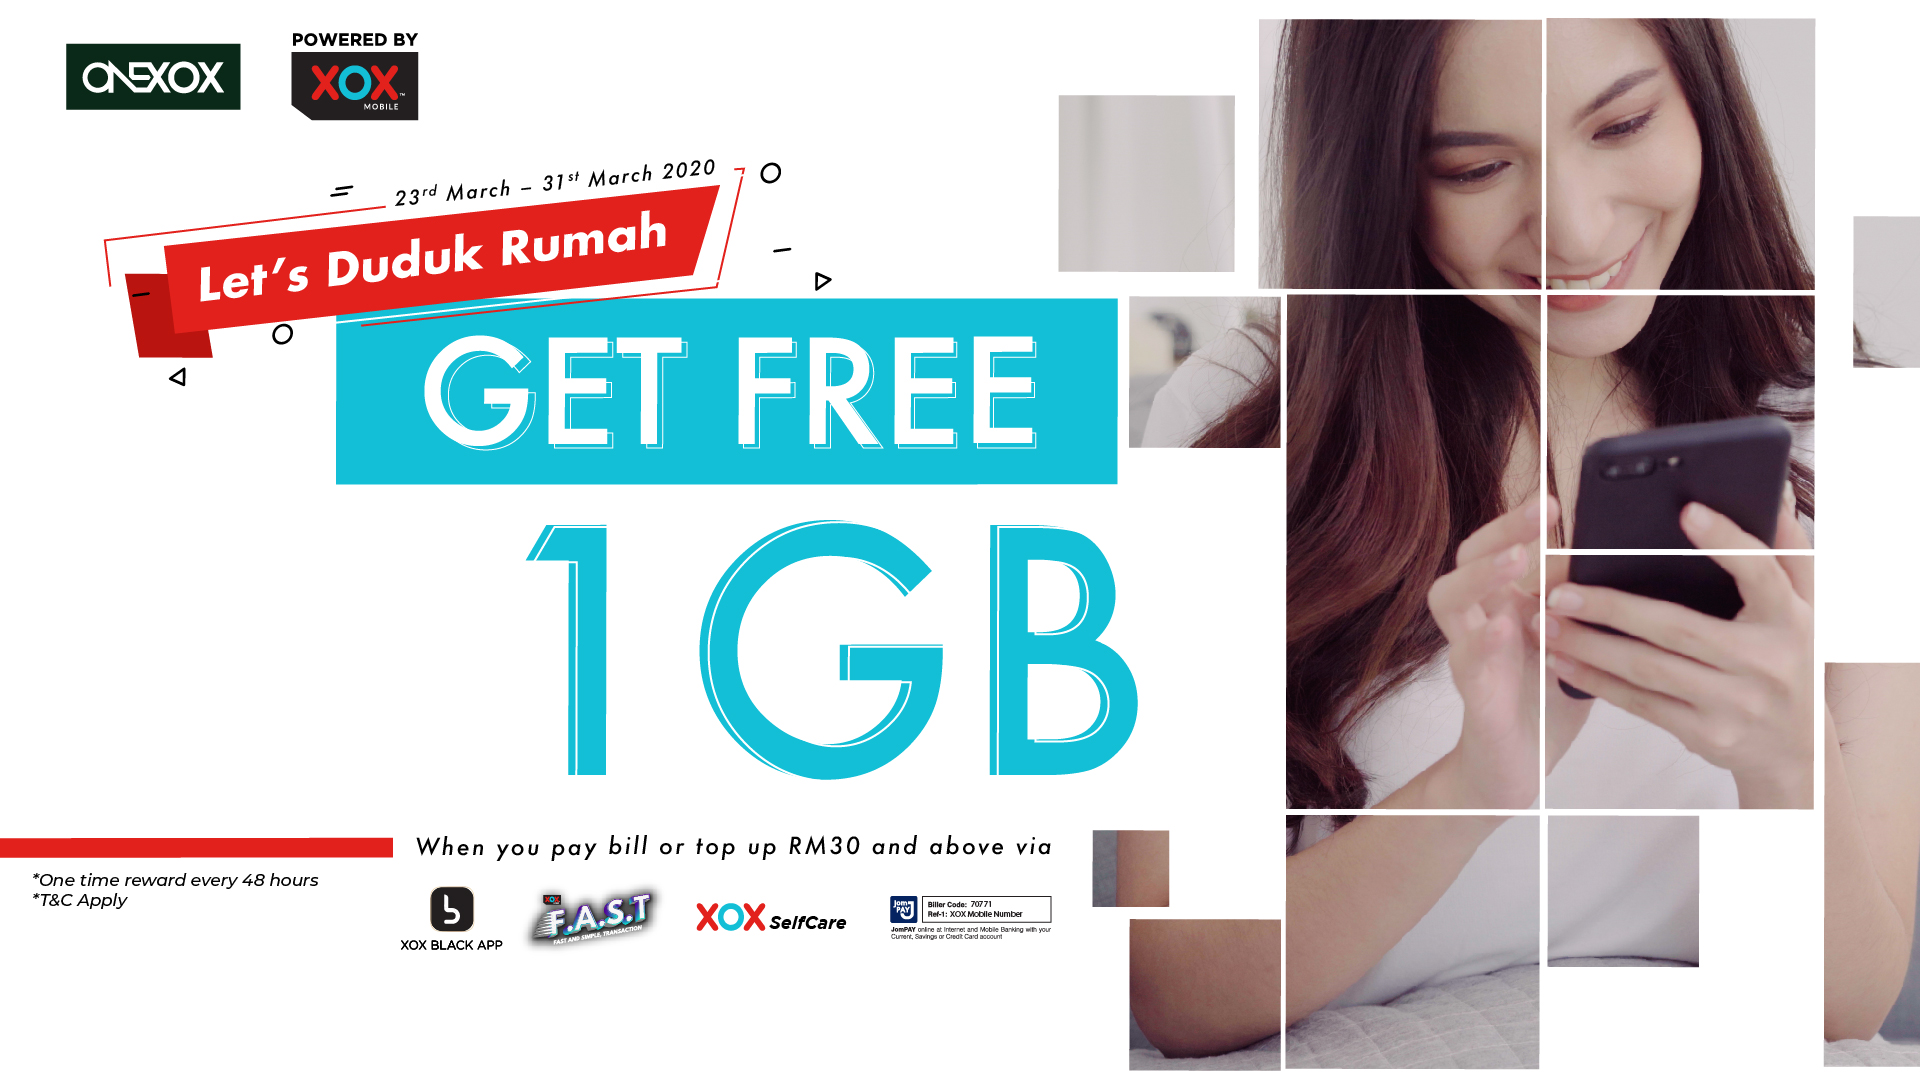 ONEXOX
POWERED BY
XOX
MOBILE
23rd March – 31st March 2020
Let's Duduk Rumah
GET FREE
1GB
When you pay bill or top up RM30 and above via
*One time reward every 48 hours
*T&C Apply
XOX BLACK APP
XOX
F.A.S.T
FAST AND SIMPLE, TRANSACTION
XOX SelfCare
Jom
PAY
Biller Code: 70771
Ref-1: XOX Mobile Number
JomPAY online at Internet and Mobile Banking with your
Current, Savings or Credit Card account